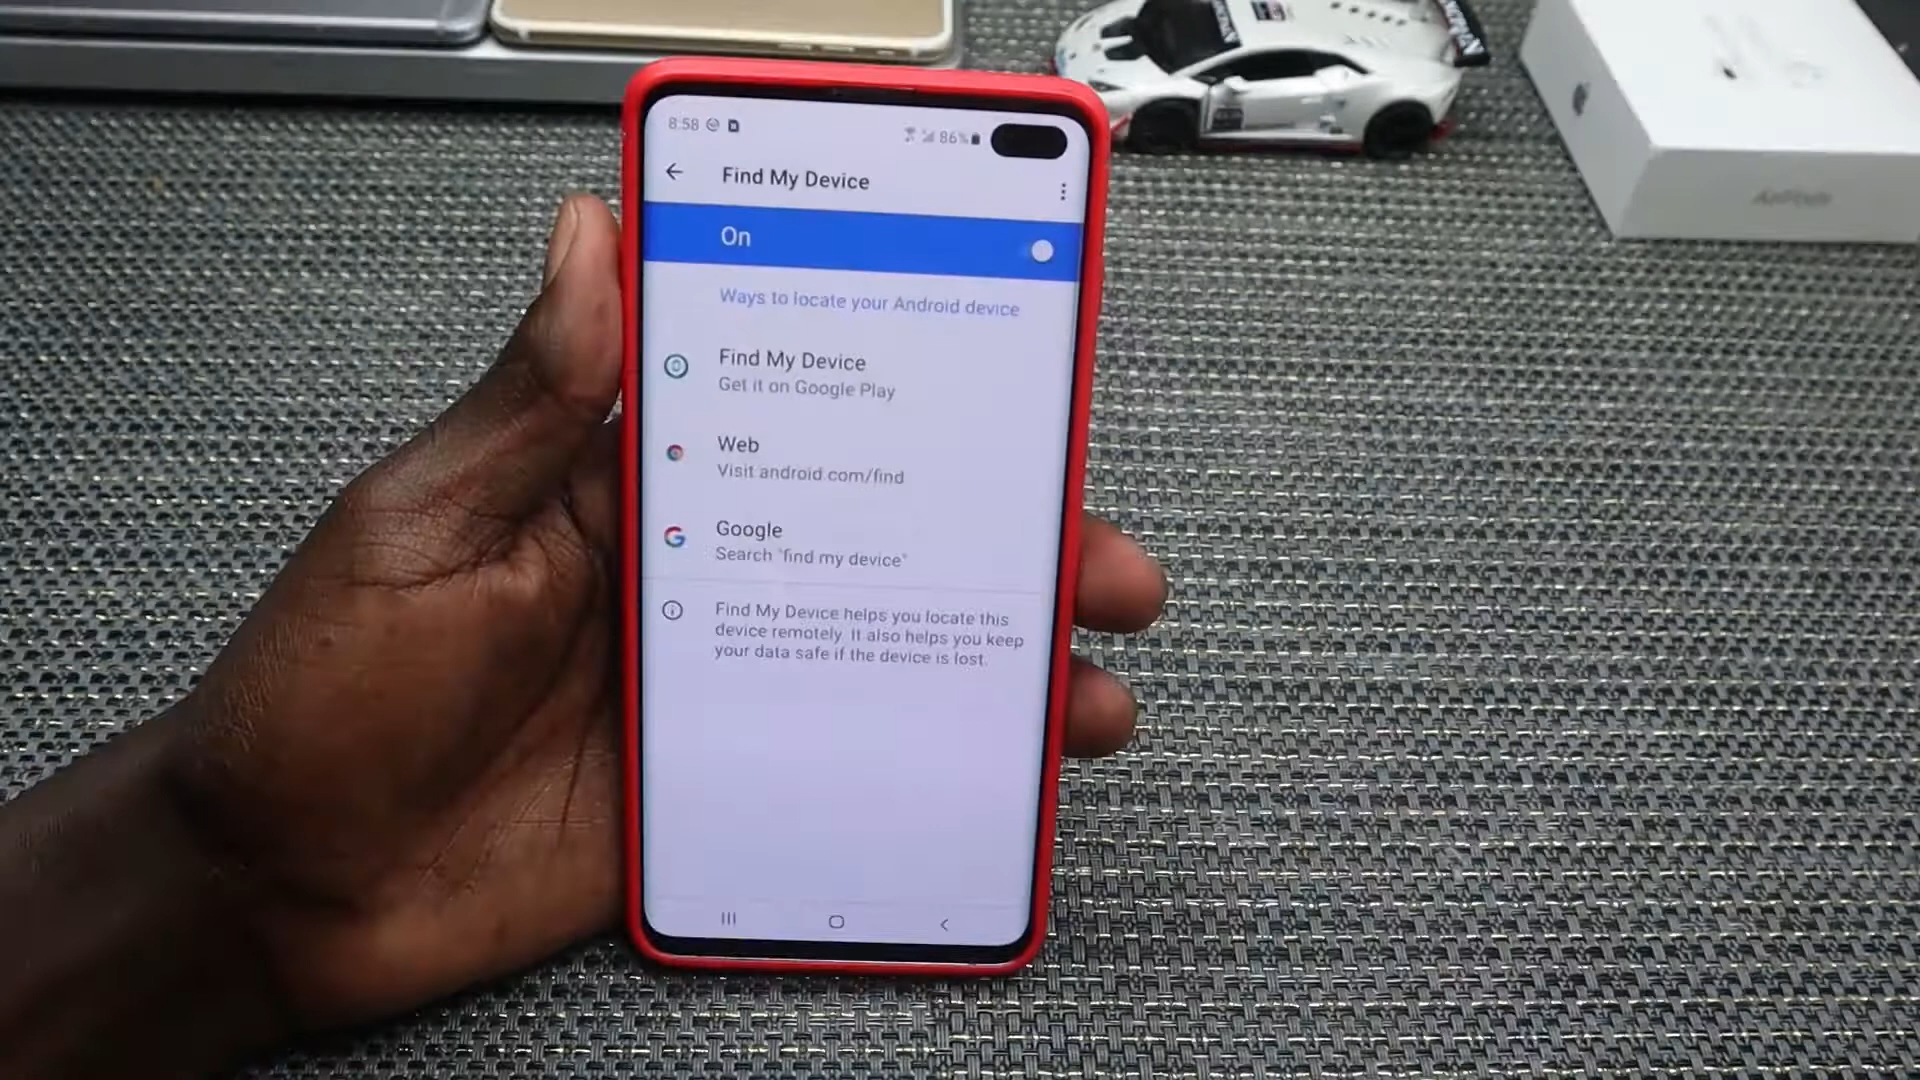 8:58
86%
Find My Device
On
Ways to locate your Android device
Find My Device
Get it on Google Play
Web
Visit android.com/find
Google
Search "find my device"
Find My Device helps you locate this
device remotely. It also helps you keep
your data safe if the device is lost.
AirPods